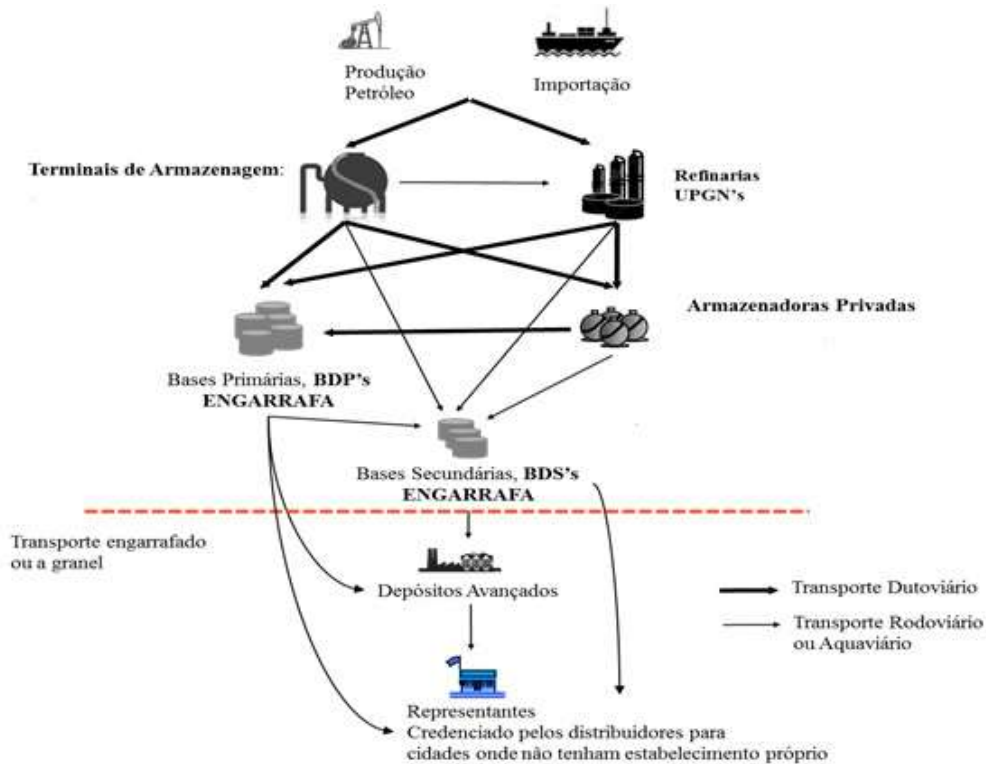 Produção
Petróleo
Importação
Terminais de Armazenagem:
Refinarias
UPGN's
Armazenadoras Privadas
Bases Primárias, BDP's
ENGARRAFA
Bases Secundárias, BDS's
ENGARRAFA
Transporte engarrafado
ou a granel
Depósitos Avançados
Transporte Dutoviário
Transporte Rodoviário
ou Aquaviário
Representantes
Credenciado pelos distribuidores para
cidades onde não tenham estabelecimento próprio